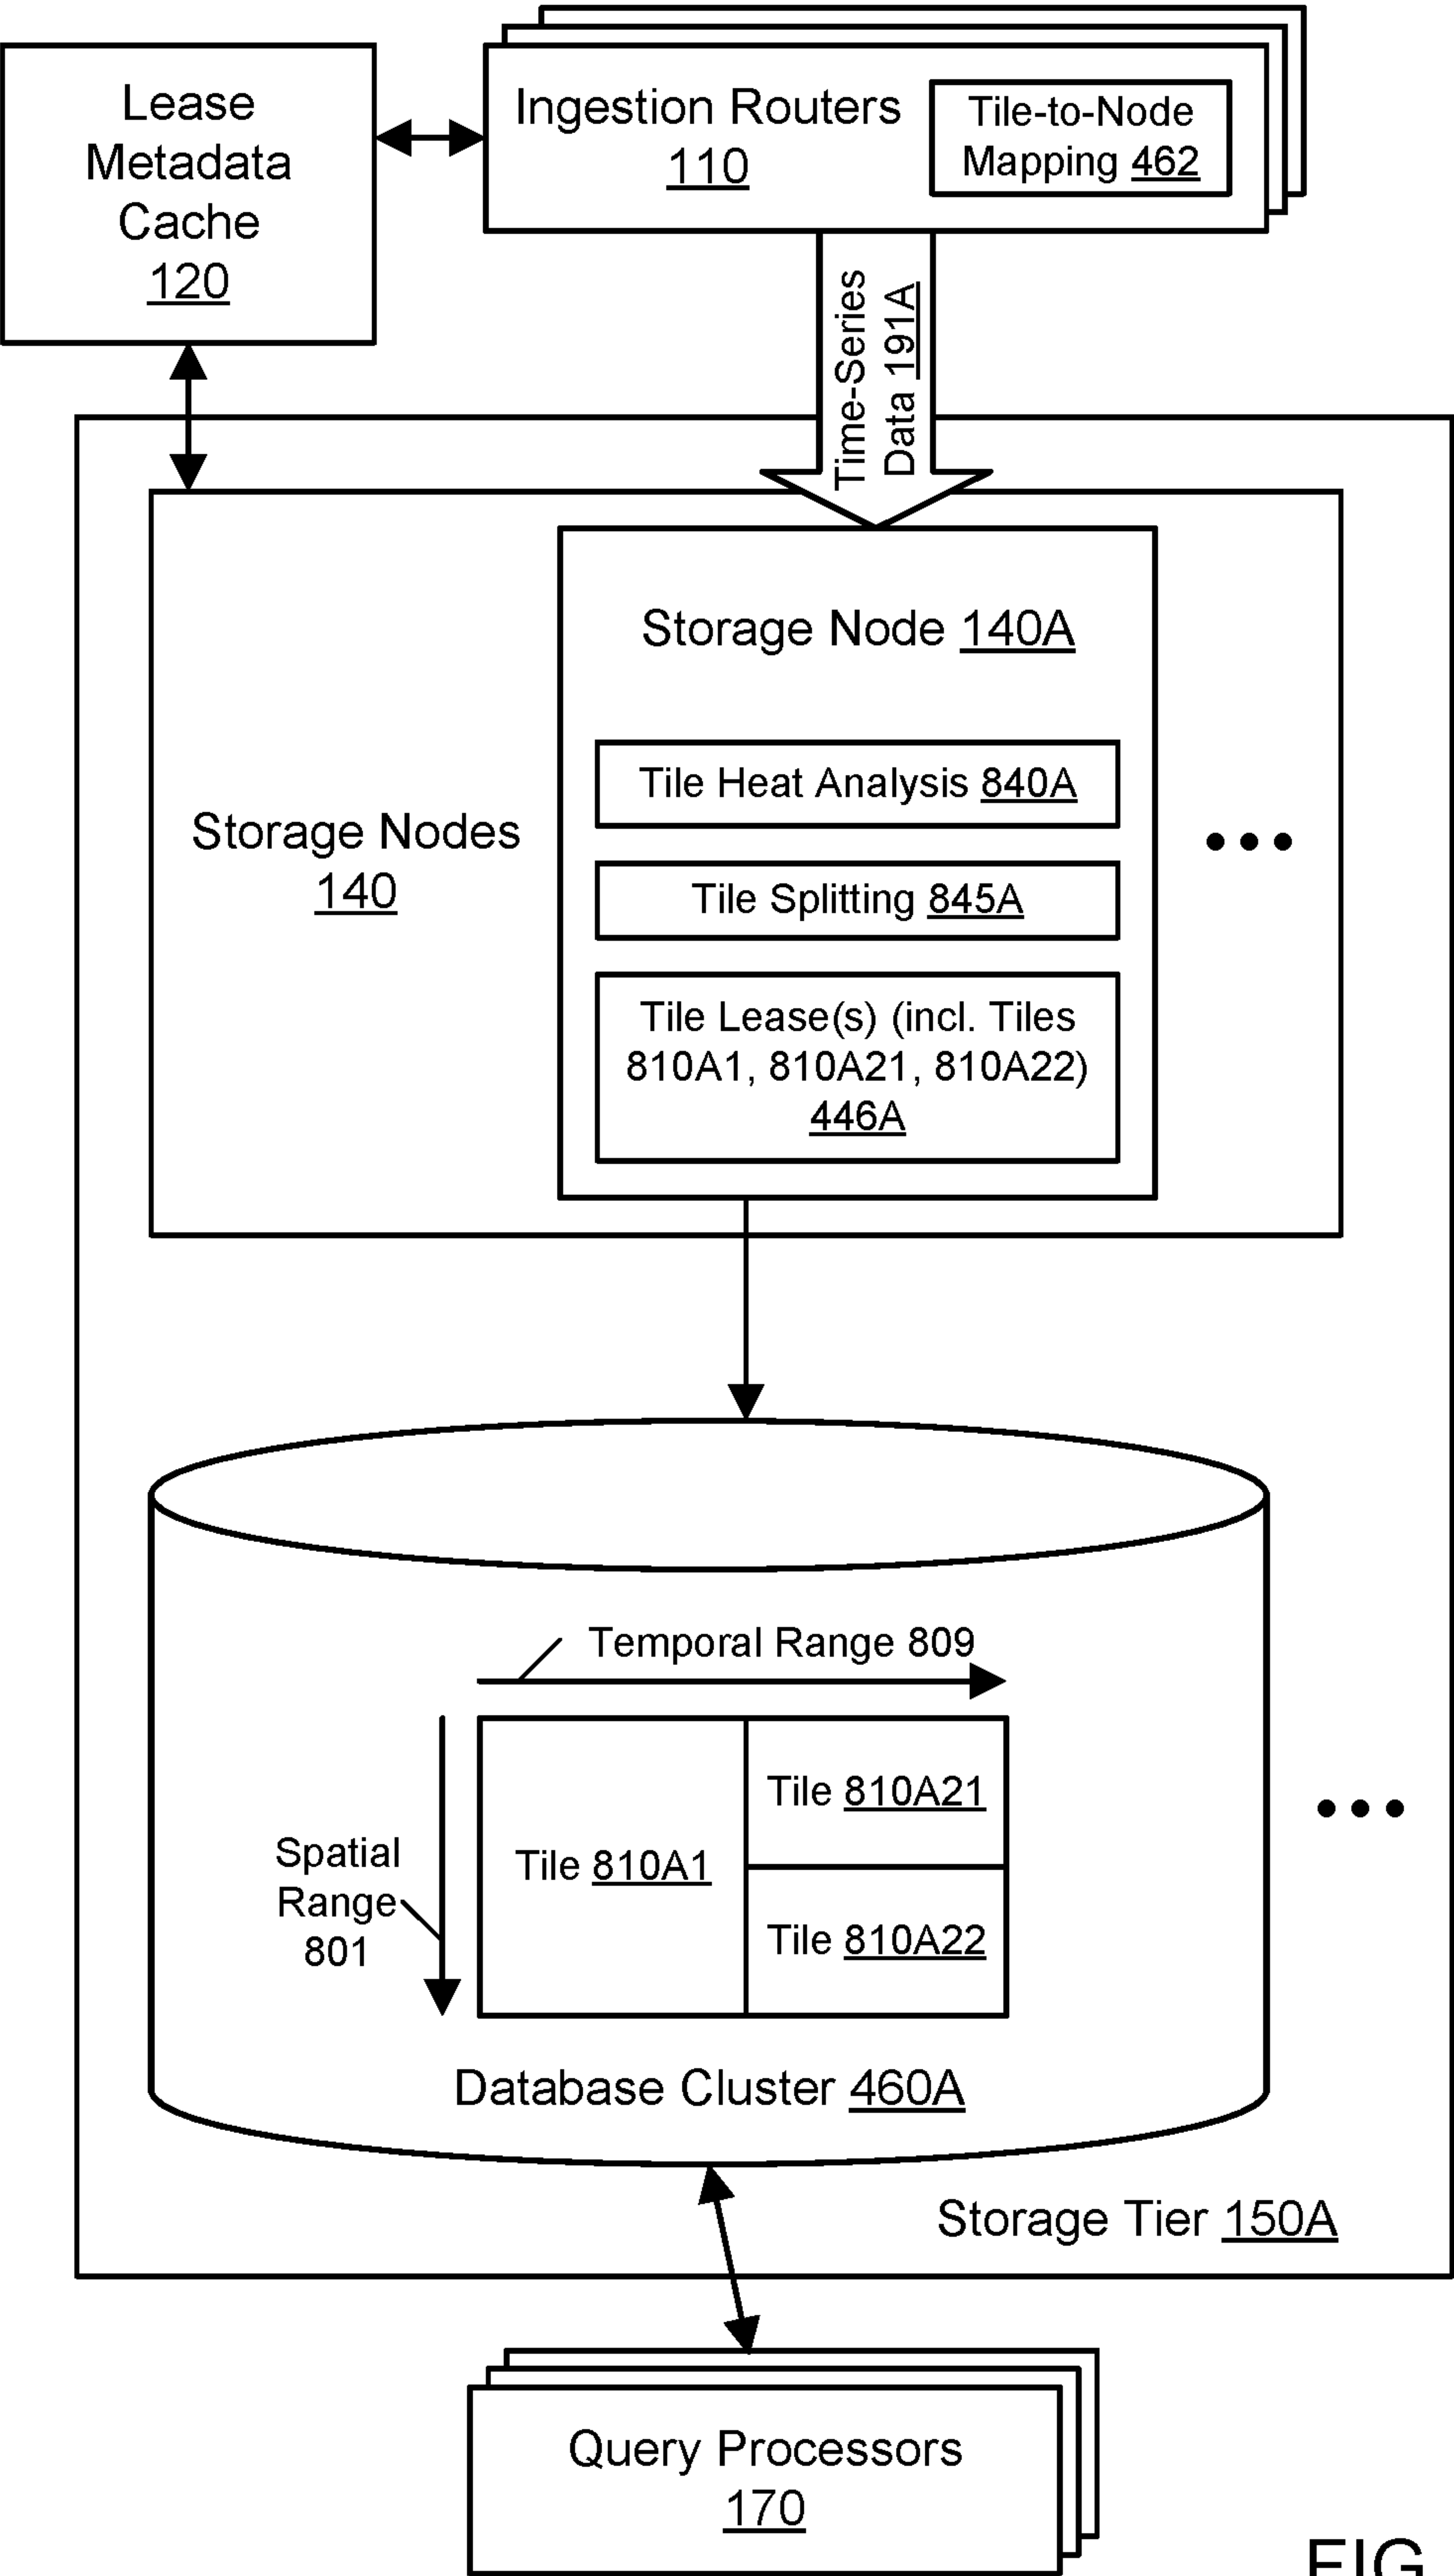 Lease
Metadata
Cache
120
Ingestion Routers
110
Tile-to-Node
Mapping 462
Time-Series
Data 191A
Storage Node 140A
Tile Heat Analysis 840A
Storage Nodes
140
Tile Splitting 845A
Tile Lease(s) (incl. Tiles
810A1, 810A21, 810A22)
446A
Temporal Range 809
Spatial
Range
801
Tile 810A1
Tile 810A21
Tile 810A22
Database Cluster 460A
Storage Tier 150A
Query Processors
170
FIG